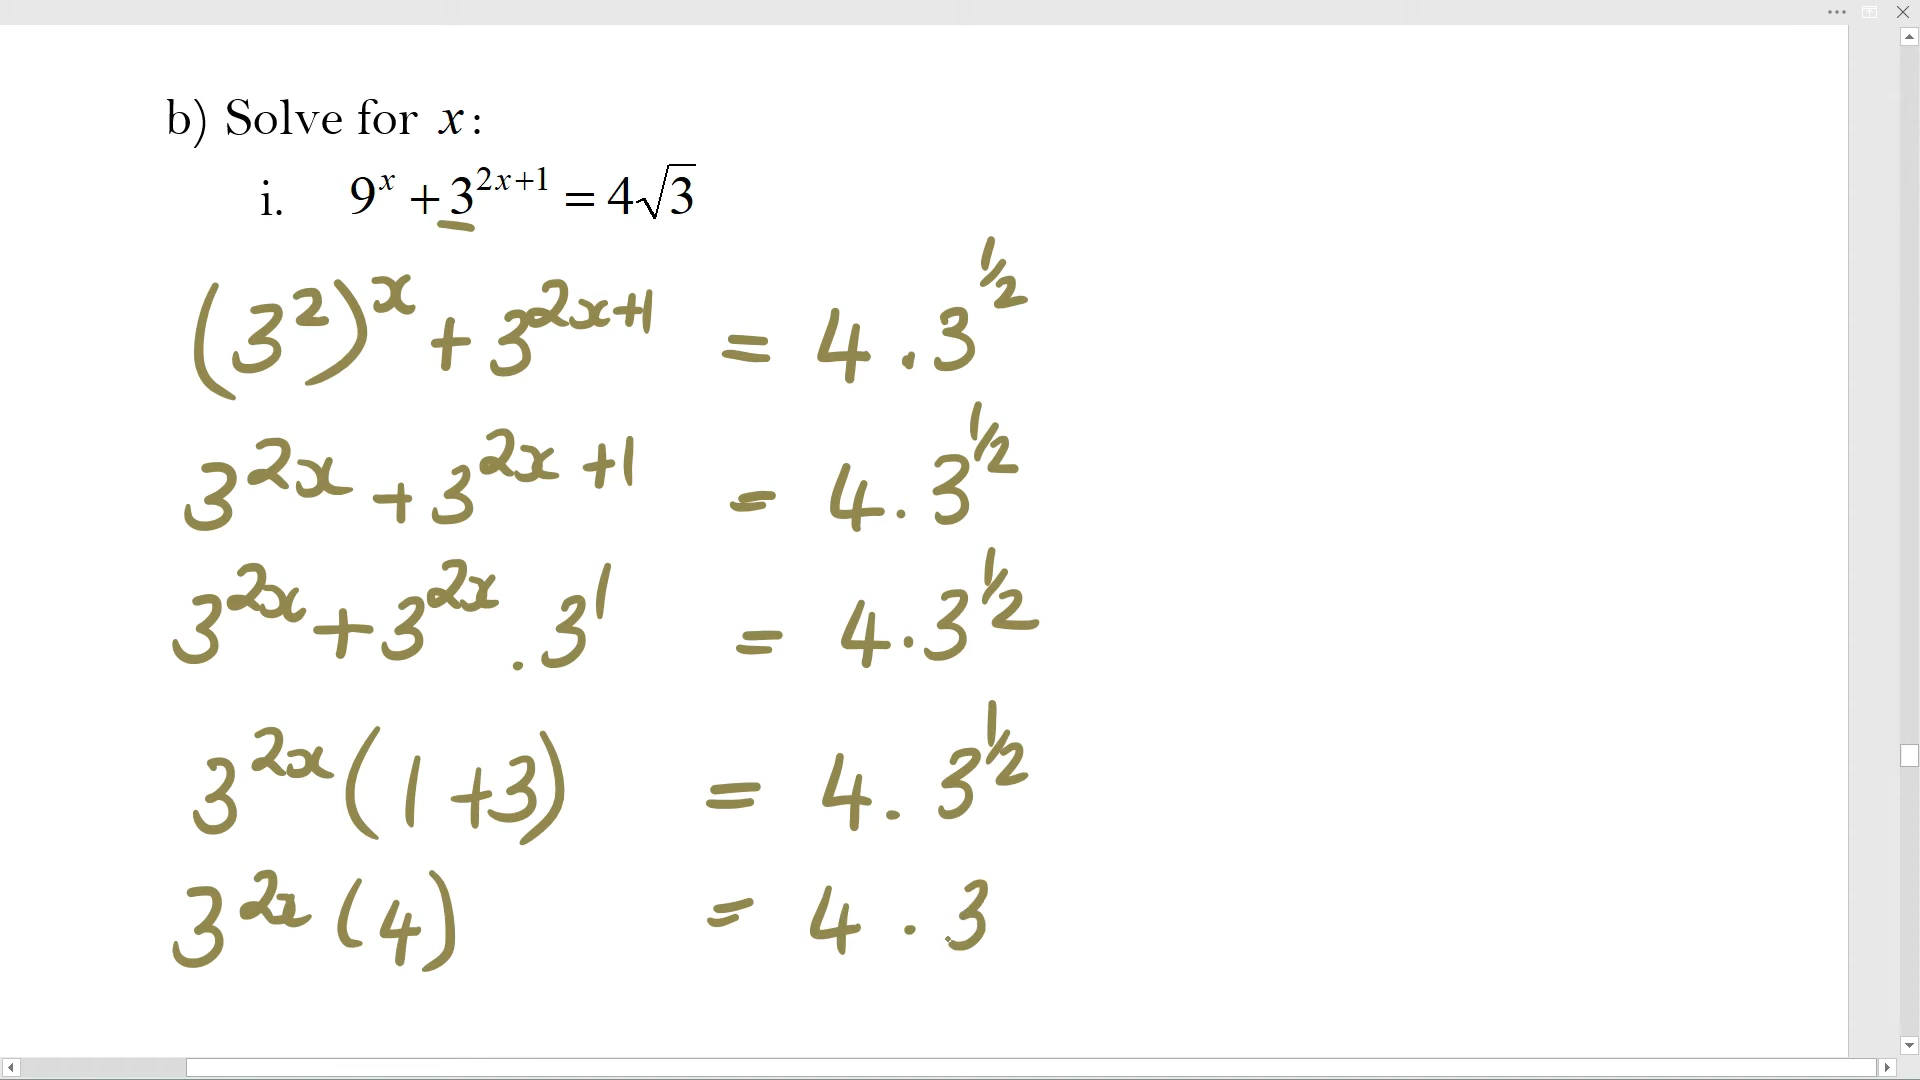 b) Solve for x:
i. 9^x + 3^{2x+1} = 4√3
(3^2)^x + 3^{2x+1} = 4 . 3^{1/2}
3^{2x} + 3^{2x+1} = 4 . 3^{1/2}
3^{2x} + 3^{2x} . 3^1 = 4 . 3^{1/2}
3^{2x} (1 + 3) = 4 . 3^{1/2}
3^{2x} (4) = 4 . 3